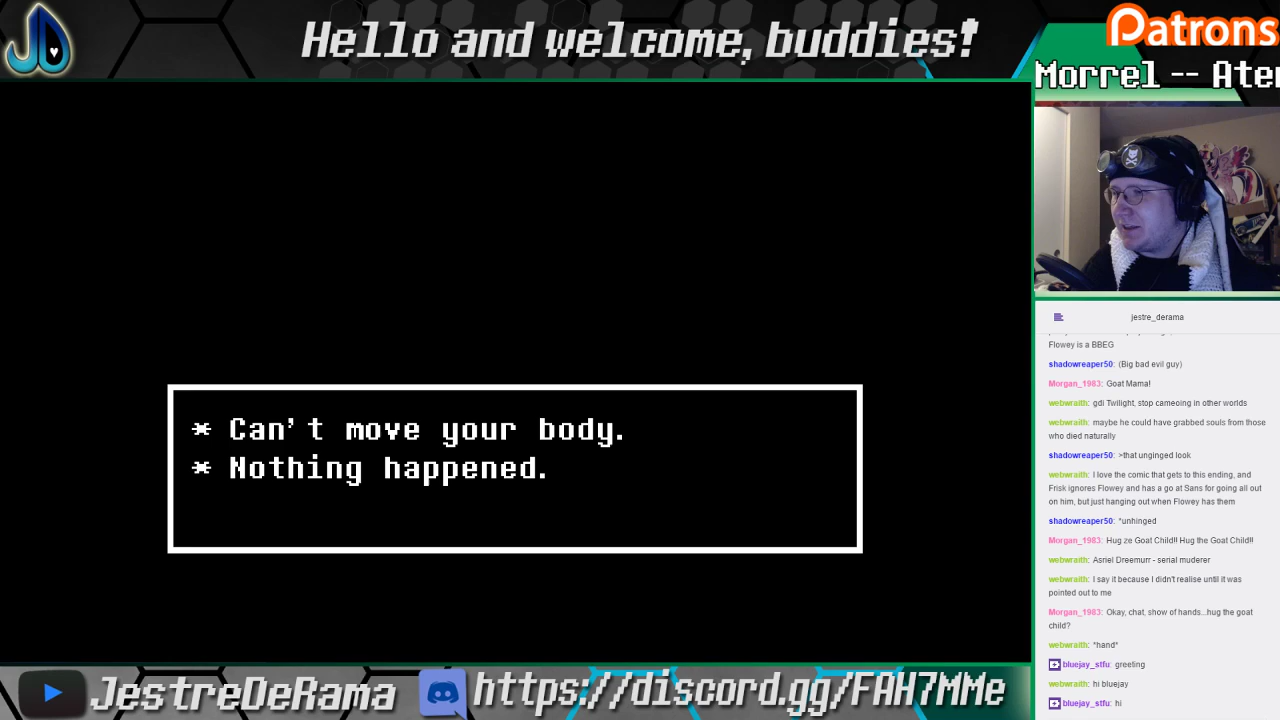 JD
Hello and welcome, buddies!
Patrons
Morrel -- Ater
jestre_derama
Flowey is a BBEG
shadowreaper50: (Big bad evil guy)
Morgan_1983: Goat Mama!
webwraith: gdi Twilight, stop cameoing in other worlds
webwraith: maybe he could have grabbed souls from those
who died naturally
shadowreaper50: >that unginged look
webwraith: I love the comic that gets to this ending, and
Frisk ignores Flowey and has a go at Sans for going all out
on him, but just hanging out when Flowey has them
shadowreaper50: *unhinged
Morgan_1983: Hug ze Goat Child!! Hug the Goat Child!!
webwraith: Asriel Dreemurr - serial muderer
webwraith: I say it because I didn't realise until it was
pointed out to me
Morgan_1983: Okay, chat, show of hands...hug the goat
child?
webwraith: *hand*
bluejay_stfu: greeting
webwraith: hi bluejay
bluejay_stfu: hi
* Can't move your body.
* Nothing happened.
JestreDeRama
https://discord.gg/FAH7MMe